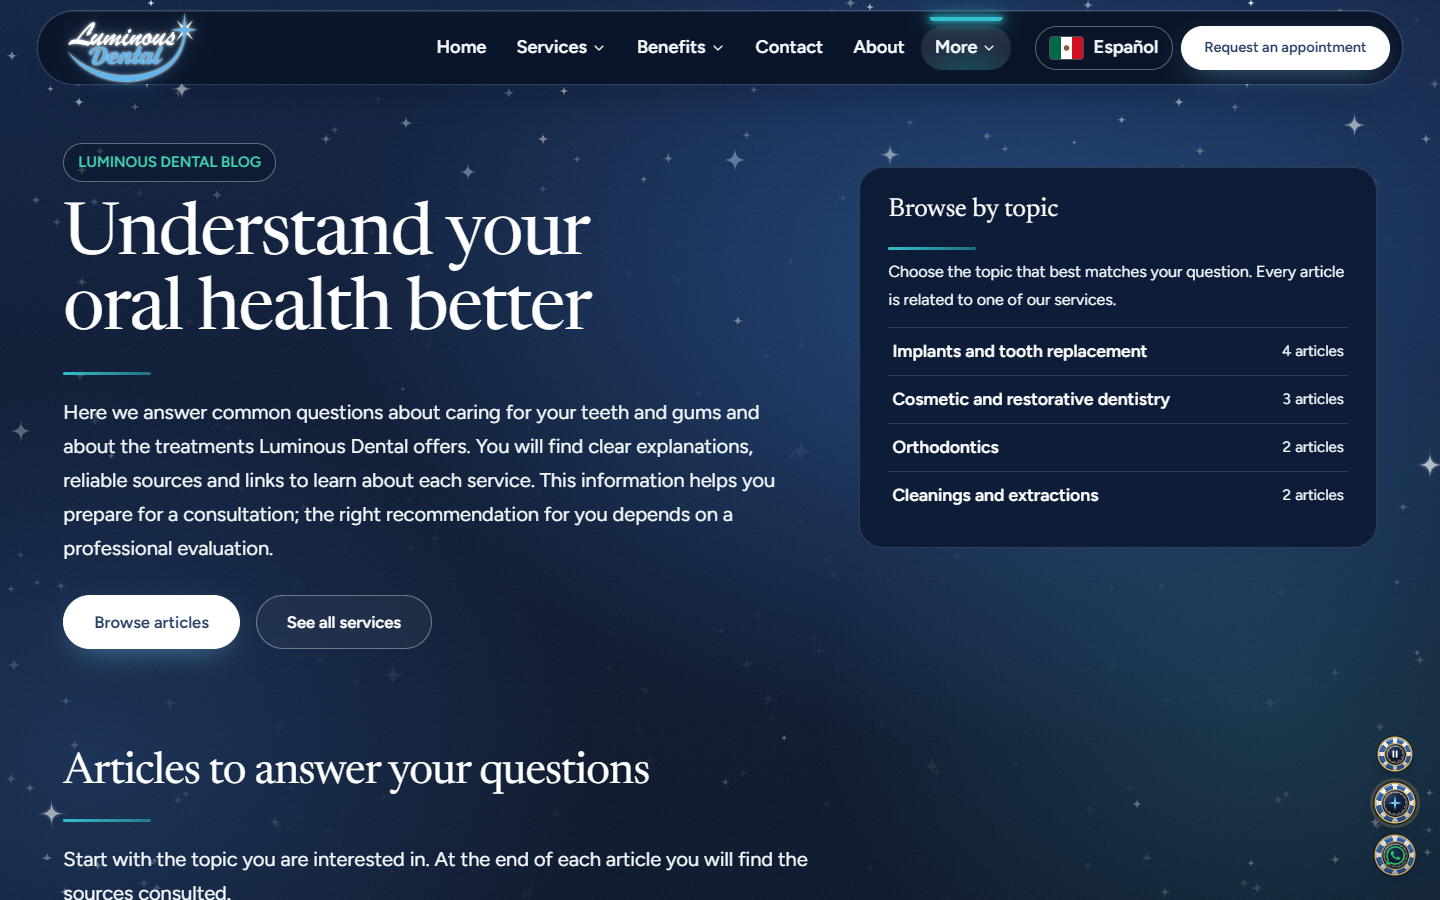 Luminous
Dental
Home
Services
Benefits
Contact
About
More
Español
Request an appointment
LUMINOUS DENTAL BLOG
Understand your
oral health better
Here we answer common questions about caring for your teeth and gums and
about the treatments Luminous Dental offers. You will find clear explanations,
reliable sources and links to learn about each service. This information helps you
prepare for a consultation; the right recommendation for you depends on a
professional evaluation.
Browse articles
See all services
Browse by topic
Choose the topic that best matches your question. Every article
is related to one of our services.
Implants and tooth replacement 4 articles
Cosmetic and restorative dentistry 3 articles
Orthodontics 2 articles
Cleanings and extractions 2 articles
Articles to answer your questions
Start with the topic you are interested in. At the end of each article you will find the
sources consulted.